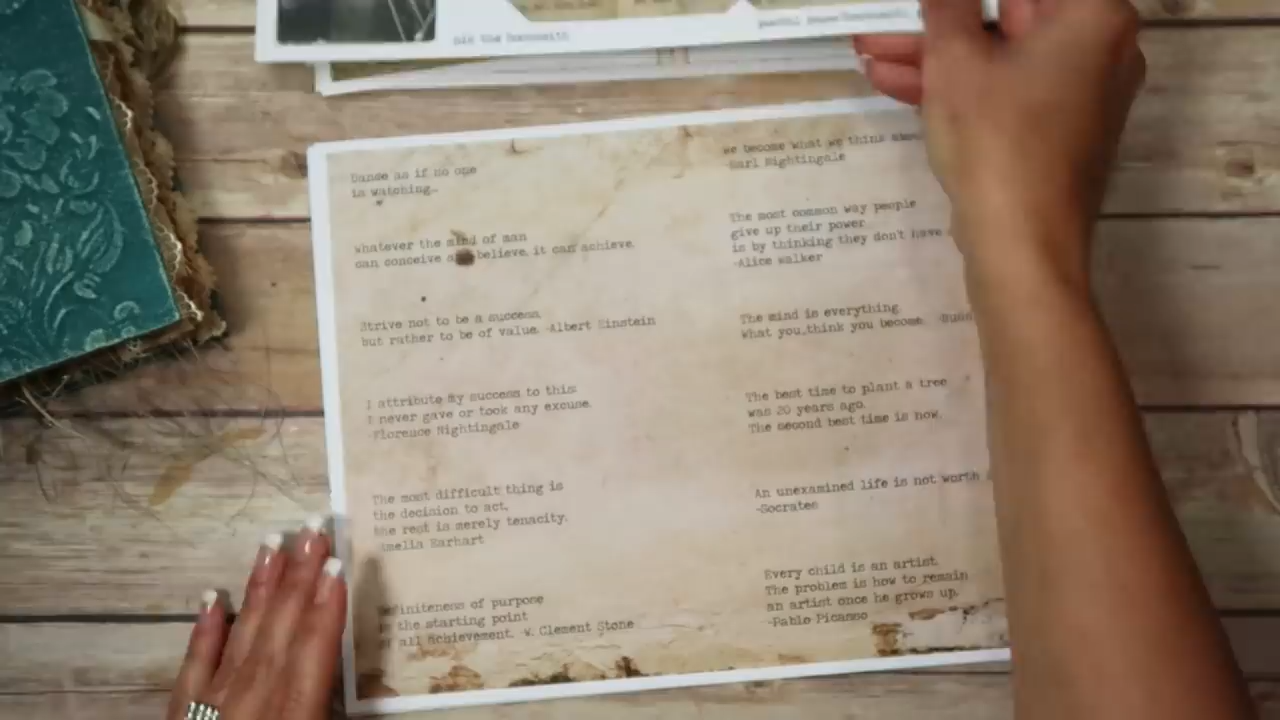 Dance as if no one
is watching…
Whatever the mind of man
can conceive believe, it can achieve.
Strive not to be a success,
but rather to be of value. -Albert Einstein
I attribute my success to this:
I never gave or took any excuse.
-Florence Nightingale
The most difficult thing is
the decision to act,
the rest is merely tenacity.
Amelia Earhart
the starting point
all achievement. -W. Clement Stone
We become what we think
Earl Nightingale
The most common way people
give up their power
is by thinking they don't have
-Alice Walker
The mind is everything.
What you think you become.
The best time to plant a tree
was 20 years ago.
The second best time is now.
An unexamined life is not worth
-Socrates
Every child is an artist.
The problem is how to remain
an artist once he grows up.
-Pablo Picasso